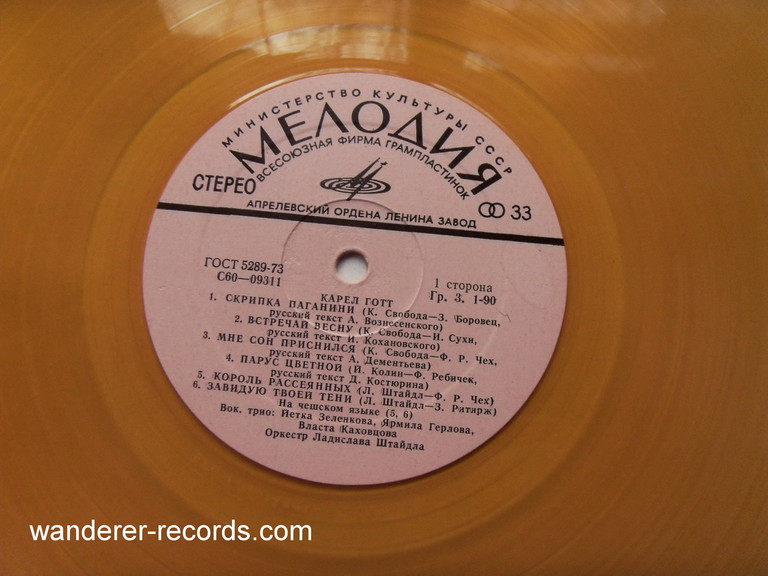 МИНИСТЕРСТВО КУЛЬТУРЫ СССР
МЕЛОДИЯ
ВСЕСОЮЗНАЯ ФИРМА ГРАМПЛАСТИНОК
СТЕРЕО
АПРЕЛЕВСКИЙ ОРДЕНА ЛЕНИНА ЗАВОД
33
ГОСТ 5289-73
С60—09311
1 сторона
Гр. 3. 1-90
КАРЕЛ ГОТТ
1. СКРИПКА ПАГАНИНИ (К. Свобода—З. Боровец,
русский текст А. Вознесенского)
2. ВСТРЕЧАЙ ВЕСНУ (К. Свобода—И. Сухи,
русский текст И. Кохановского)
3. МНЕ СОН ПРИСНИЛСЯ (К. Свобода—Ф. Р. Чех,
русский текст А. Дементьева)
4. ПАРУС ЦВЕТНОЙ (Й. Колин—Ф. Ребичек,
русский текст Д. Костюрина)
5. КОРОЛЬ РАССЕЯННЫХ (Л. Штайдл—Ф. Р. Чех)
6. ЗАВИДУЮ ТВОЕЙ ТЕНИ (Л. Штайдл—З. Ритирж)
На чешском языке (5, 6)
Вок. трио: Йетка Зеленкова, Ярмила Герлова,
Власта Каховцова
Оркестр Ладислава Штайдла
wanderer-records.com